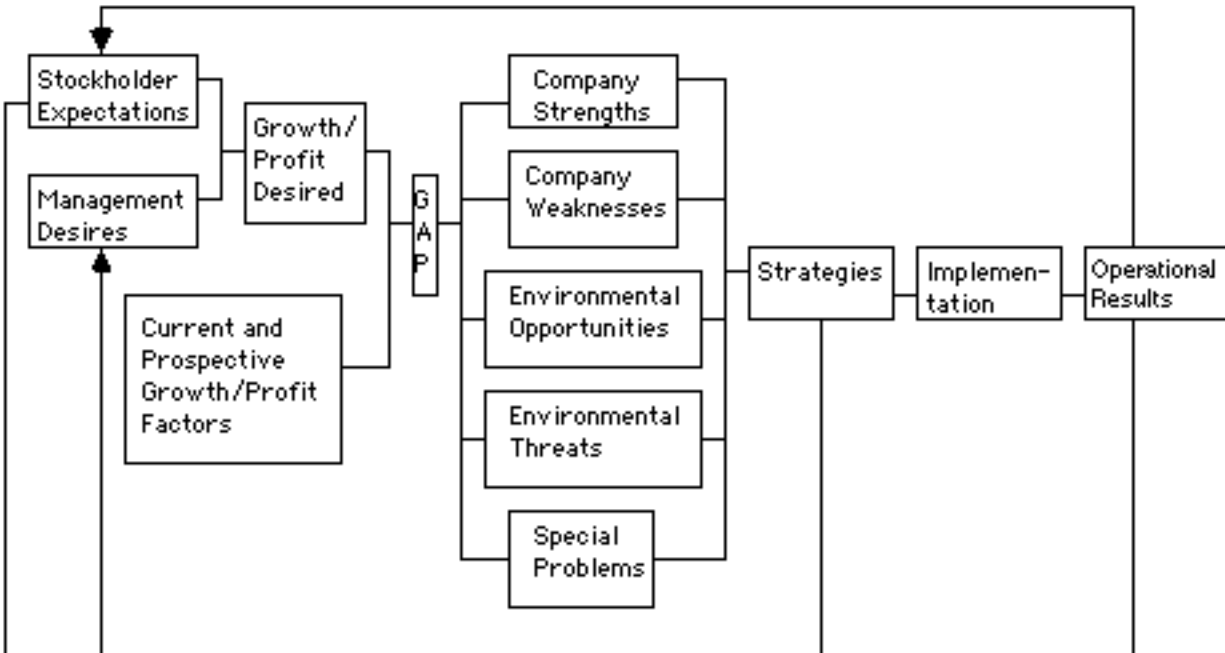 Stockholder
Expectations
Management
Desires
Growth/
Profit
Desired
Current and
Prospective
Growth/Profit
Factors
G
A
P
Company
Strengths
Company
Weaknesses
Environmental
Opportunities
Environmental
Threats
Special
Problems
Strategies
Implemen-
tation
Operational
Results